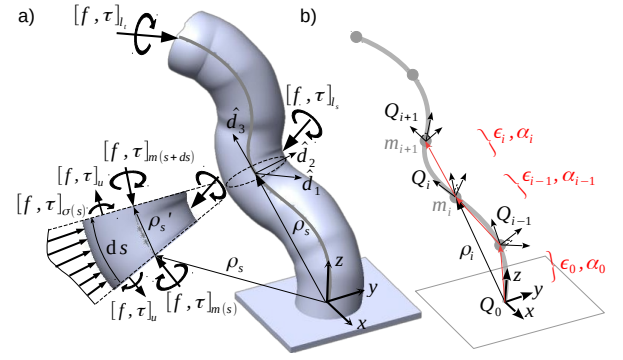 a)
[f,τ]_{l_t}
[f,τ]_{l_s}
d̂_3
d̂_2
d̂_1
[f,τ]_{m(s+ds)}
[f,τ]_u
[f,τ]_{σ(s)}
ρ_s'
ds
ρ_s
ρ_s
[f,τ]_u
[f,τ]_{m(s)}
z
y
x
b)
Q_{i+1}
m_{i+1}
}ϵ_i,α_i
Q_i
m_i
}ϵ_{i−1},α_{i−1}
Q_{i−1}
ρ_i
}ϵ_0,α_0
z
y
Q_0
x